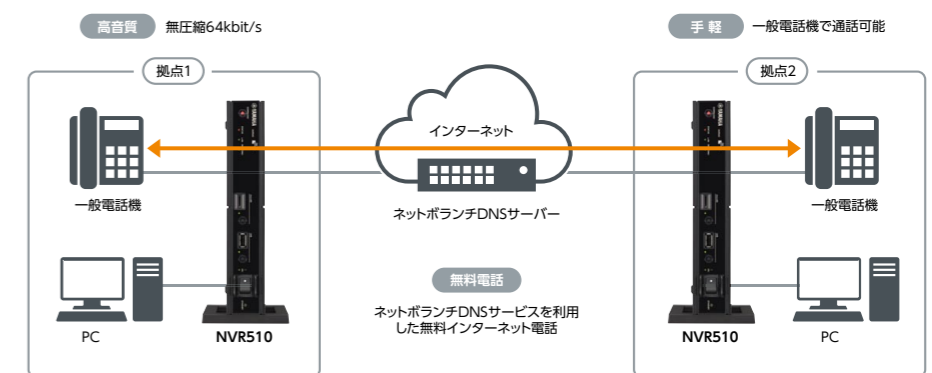 高音質 無圧縮64kbit/s
手 軽 一般電話機で通話可能
拠点1
拠点2
インターネット
一般電話機
ネットボランチDNSサーバー
一般電話機
無料電話
ネットボランチDNSサービスを利用
した無料インターネット電話
PC
NVR510
NVR510
PC
YAMAHA
YAMAHA